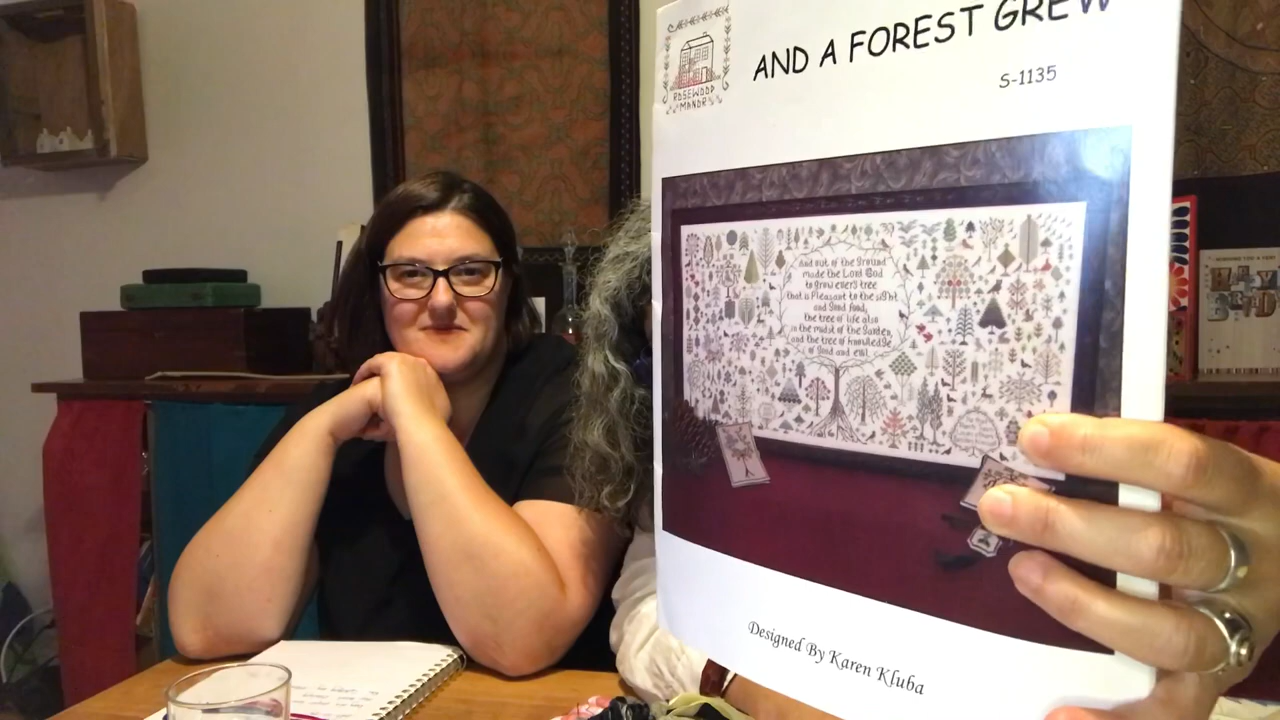 AND A FOREST GREW
S-1135
ROSEWOOD
MANOR
And out of the ground
made the Lord God
to grow every tree
that is pleasant to the sight
and good food,
the tree of life also
in the midst of the garden,
and the tree of knowledge
of good and evil.
Designed By Karen Kluba